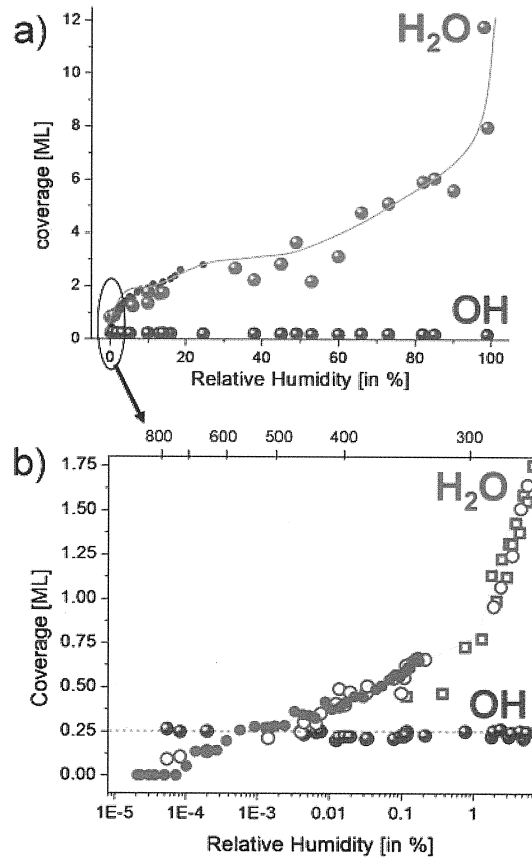 a)
H₂O
12
10
8
6
4
2
0
coverage [ML]
OH
0 20 40 60 80 100
Relative Humidity [in %]
800 600 500 400 300
b)
H₂O
1.75
1.50
1.25
1.00
0.75
0.50
0.25
0.00
Coverage [ML]
OH
1E-5 1E-4 1E-3 0.01 0.1 1
Relative Humidity [in %]